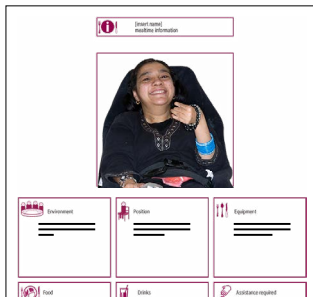 [insert name]
mealtime information
Environment
Position
Equipment
Food
Drinks
Assistance required